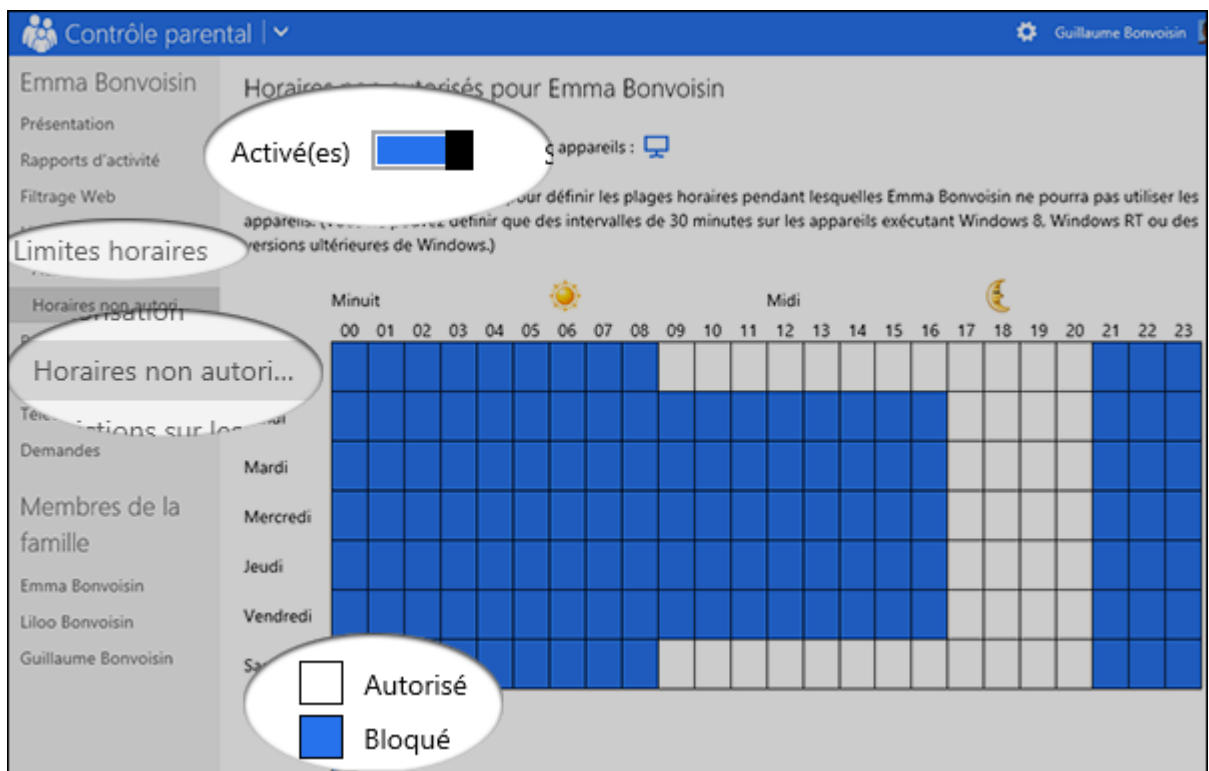 Contrôle parental
Guillaume Bonvoisin
Emma Bonvoisin
Présentation
Rapports d'activité
Filtrage Web
Limites horaires
Horaires non autori...
Horaires non autori...
Demandes
Membres de la
famille
Emma Bonvoisin
Liloo Bonvoisin
Guillaume Bonvoisin
Horaires pour Emma Bonvoisin
Activé(es)
appareils :
pour définir les plages horaires pendant lesquelles Emma Bonvoisin ne pourra pas utiliser les
appareils. définir que des intervalles de 30 minutes sur les appareils exécutant Windows 8, Windows RT ou des
versions ultérieures de Windows.)
Minuit Midi
00 01 02 03 04 05 06 07 08 09 10 11 12 13 14 15 16 17 18 19 20 21 22 23
Mardi
Mercredi
Jeudi
Vendredi
Autorisé
Bloqué